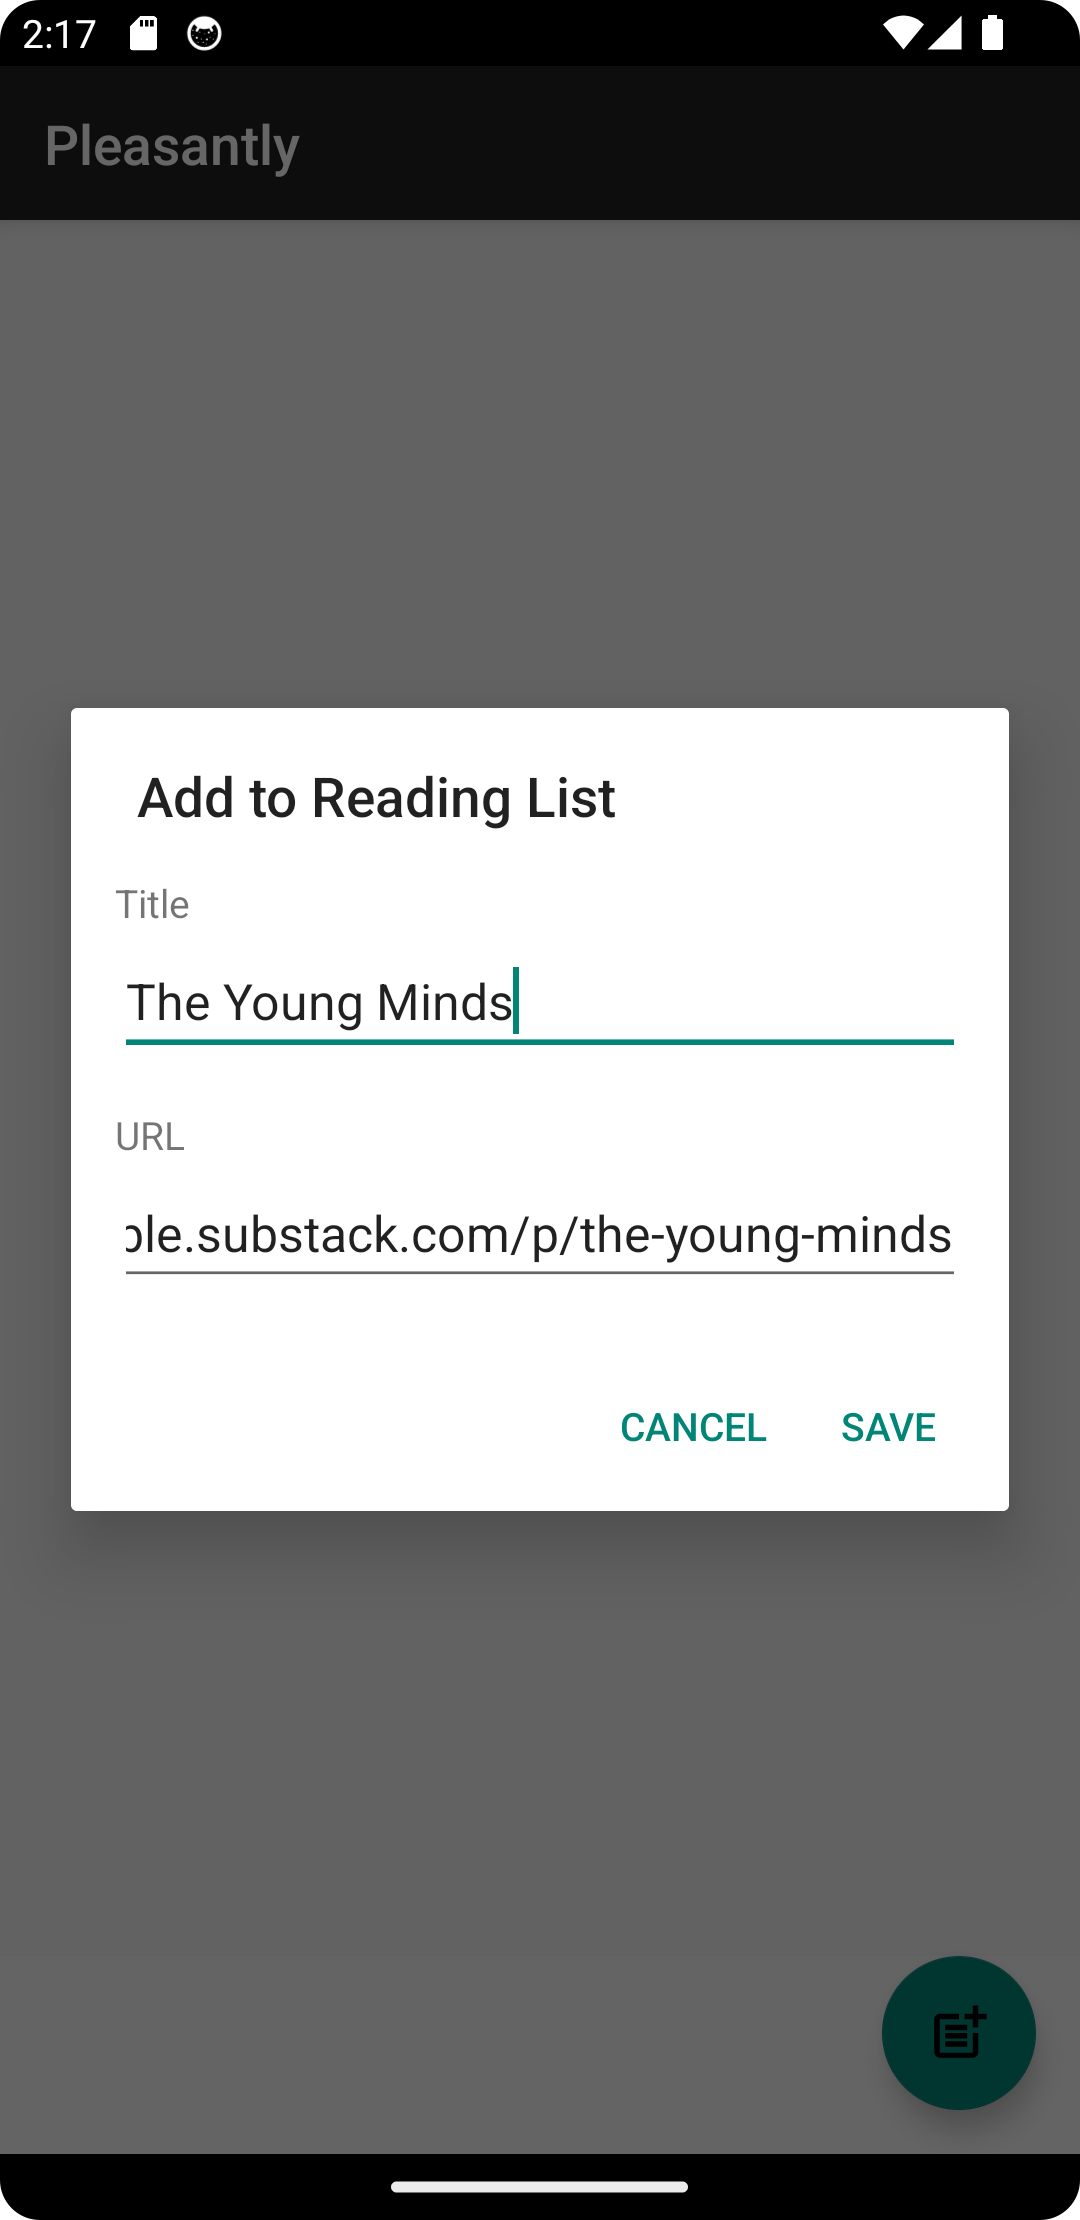 2:17
Pleasantly
Add to Reading List
Title
The Young Minds
URL
ble.substack.com/p/the-young-minds
CANCEL SAVE